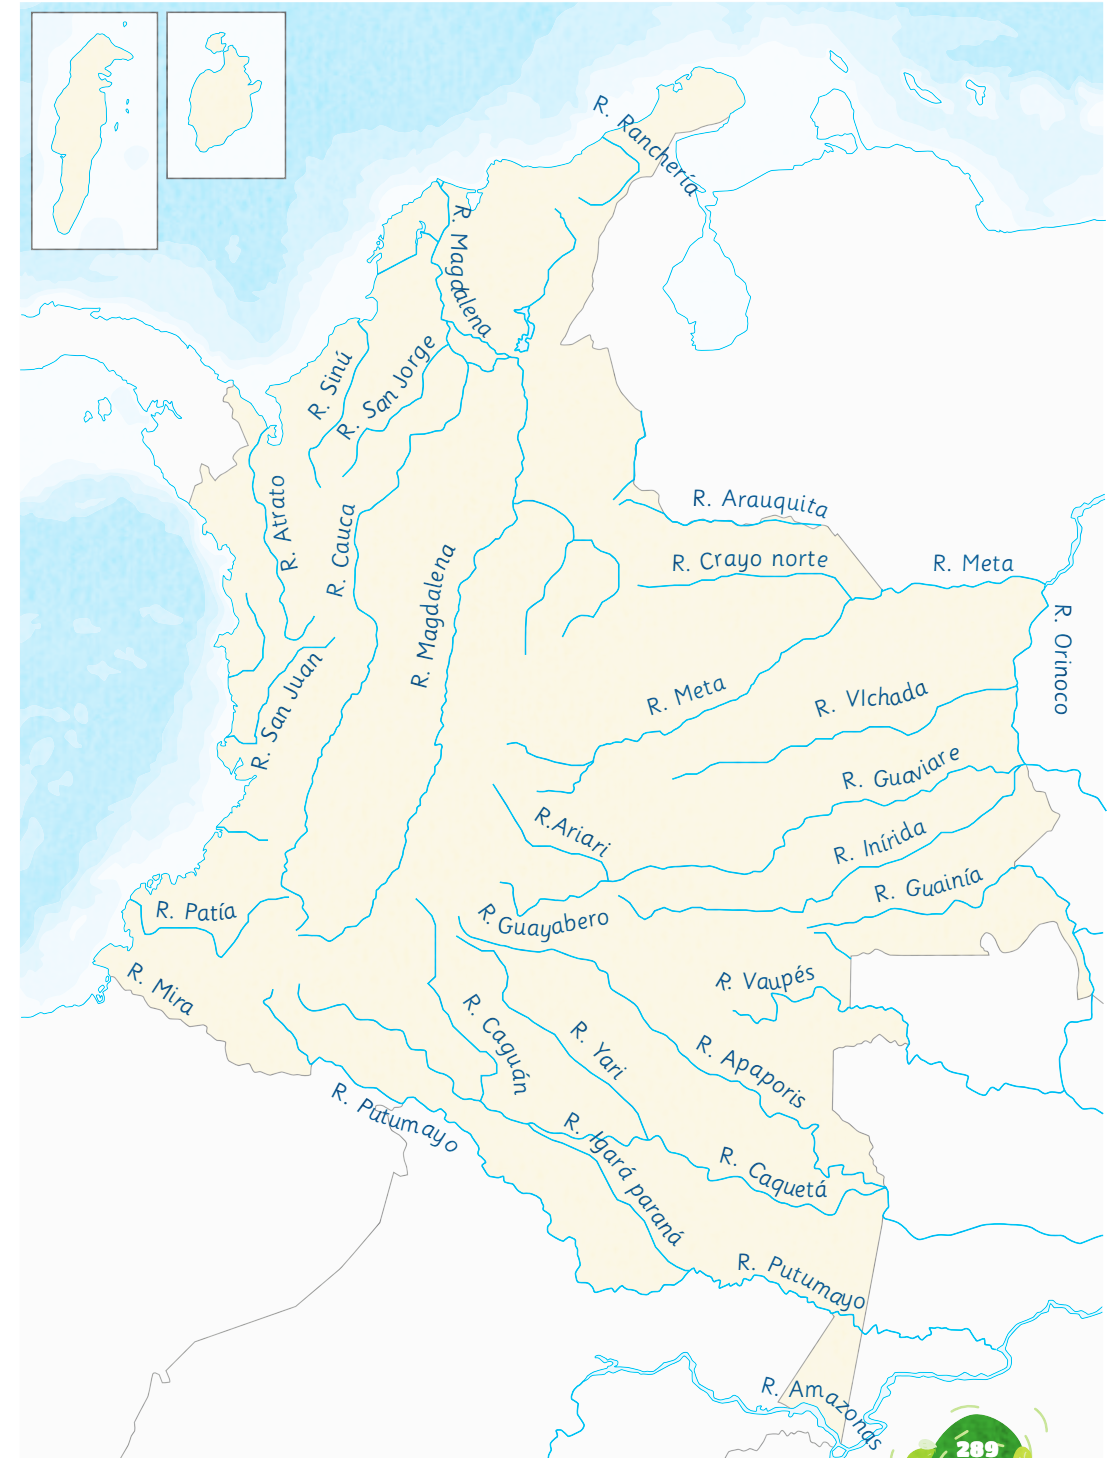 R. Ranchería
R. Magdalena
R. Sinú
R. San Jorge
R. Atrato
R. Cauca
R. Magdalena
R. Arauquita
R. Crayo norte
R. Meta
R. Orinoco
R. San Juan
R. Meta
R. VIchada
R. Guaviare
R.Ariari
R. Inírida
R. Guainía
R. Patía
R.Guayabero
R. Mira
R. Vaupés
R. Caguán
R. Yari
R. Apaporis
R. Putumayo
R. Igará paraná
R. Caquetá
R. Putumayo
R. Amazonas
289